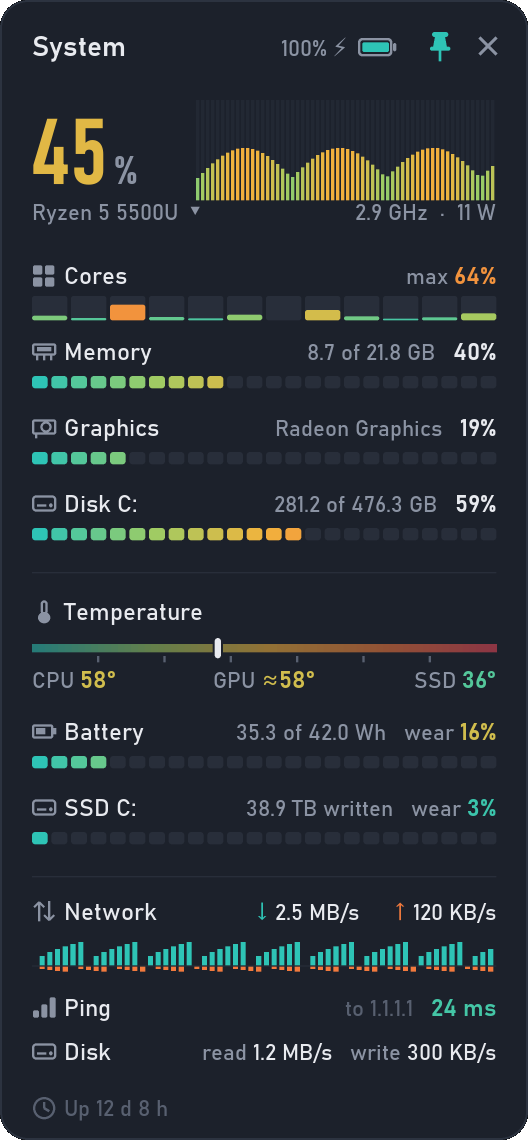 System 100%
45 %
Ryzen 5 5500U 2.9 GHz · 11 W
Cores max 64%
Memory 8.7 of 21.8 GB 40%
Graphics Radeon Graphics 19%
Disk C: 281.2 of 476.3 GB 59%
Temperature
CPU 58° GPU ≈58° SSD 36°
Battery 35.3 of 42.0 Wh wear 16%
SSD C: 38.9 TB written wear 3%
Network ↓ 2.5 MB/s ↑ 120 KB/s
Ping to 1.1.1.1 24 ms
Disk read 1.2 MB/s write 300 KB/s
Up 12 d 8 h